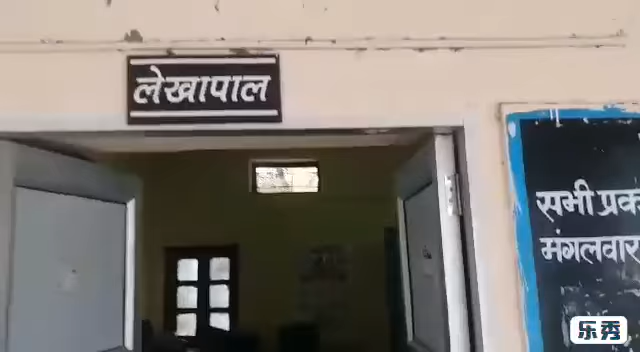 लेखापाल
सभी प्रक
मंगलवार
乐秀